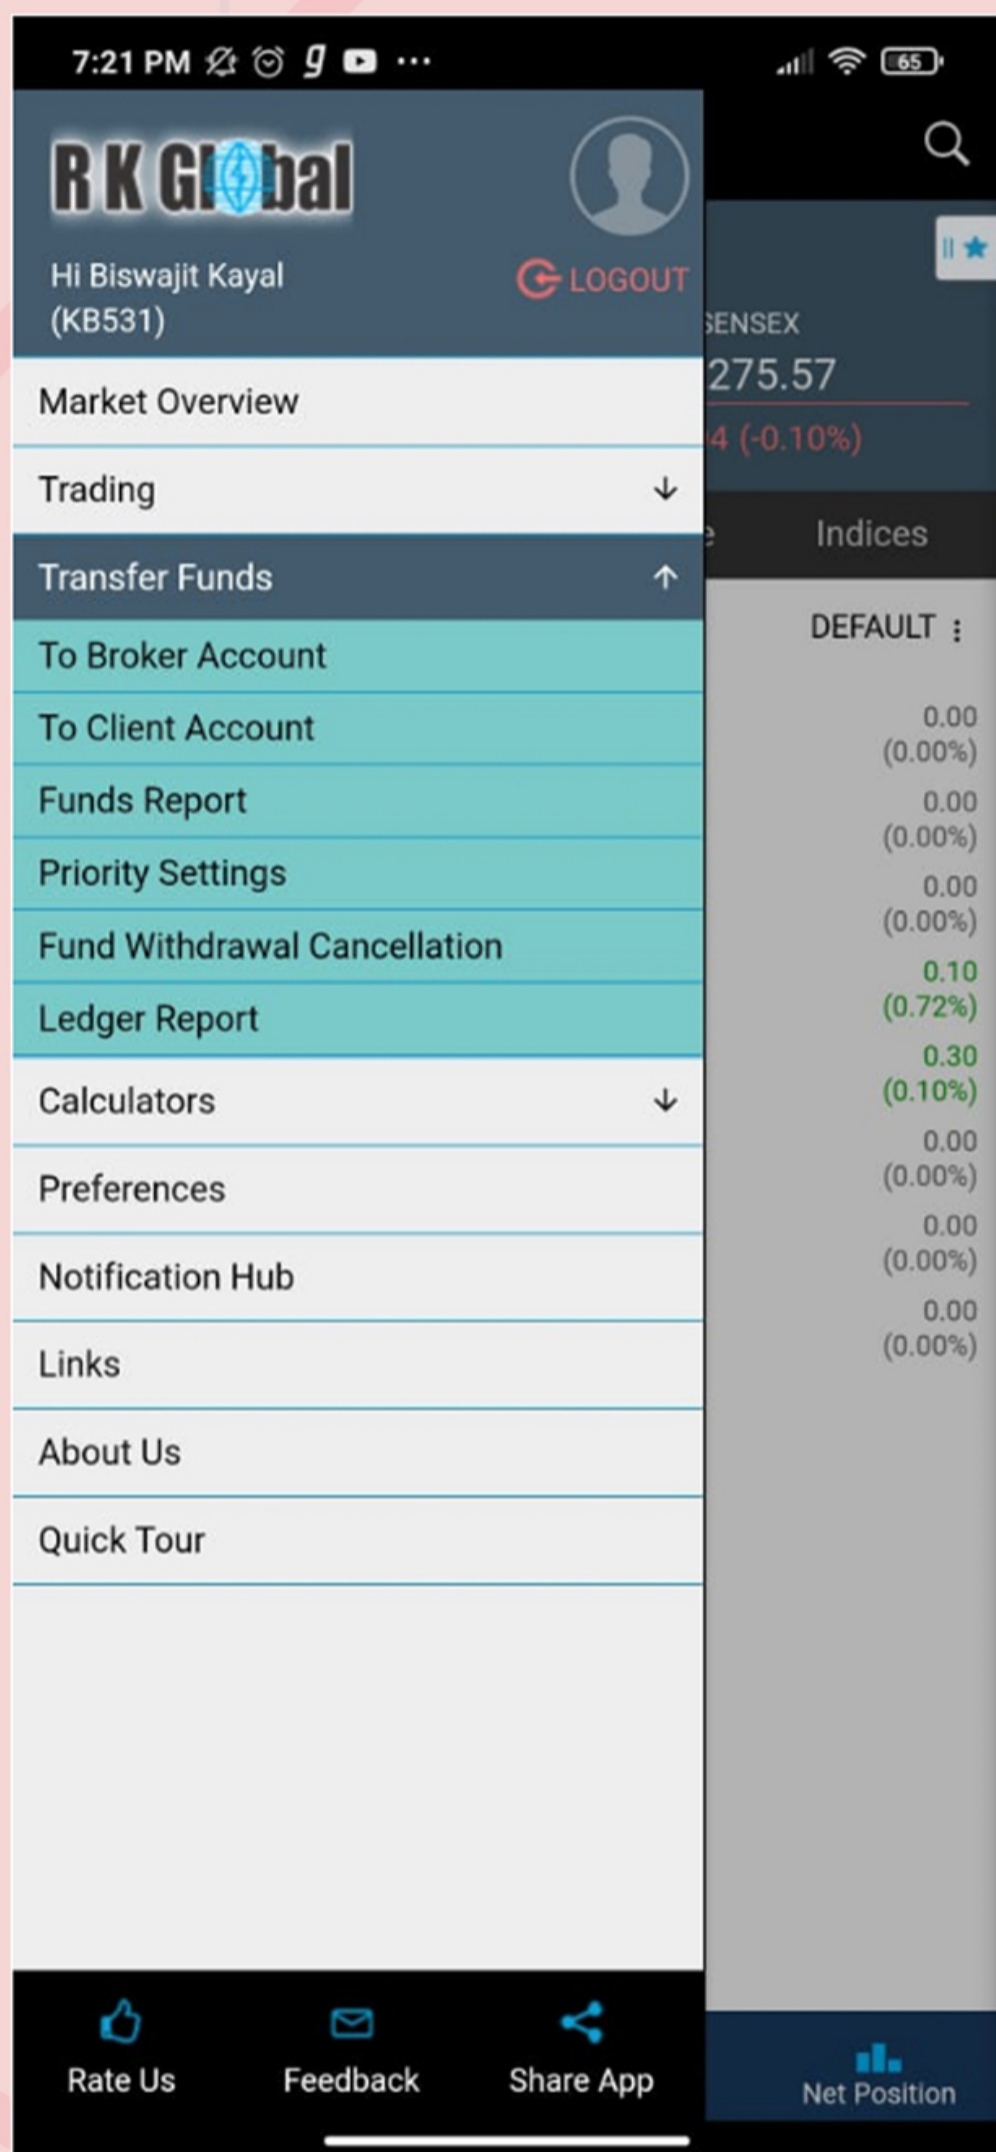 7:21 PM
65
RK Global
Hi Biswajit Kayal
(KB531)
LOGOUT
SENSEX
275.57
4 (-0.10%)
Market Overview
Trading
Transfer Funds
To Broker Account
To Client Account
Funds Report
Priority Settings
Fund Withdrawal Cancellation
Ledger Report
Calculators
Preferences
Notification Hub
Links
About Us
Quick Tour
e
Indices
DEFAULT
0.00
(0.00%)
0.00
(0.00%)
0.00
(0.00%)
0.10
(0.72%)
0.30
(0.10%)
0.00
(0.00%)
0.00
(0.00%)
0.00
(0.00%)
Rate Us
Feedback
Share App
Net Position